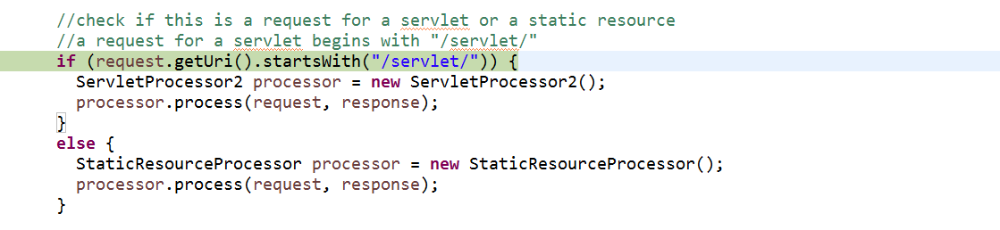 //check if this is a request for a servlet or a static resource
//a request for a servlet begins with "/servlet/"
if (request.getUri().startsWith("/servlet/")) {
  ServletProcessor2 processor = new ServletProcessor2();
  processor.process(request, response);
}
else {
  StaticResourceProcessor processor = new StaticResourceProcessor();
  processor.process(request, response);
}